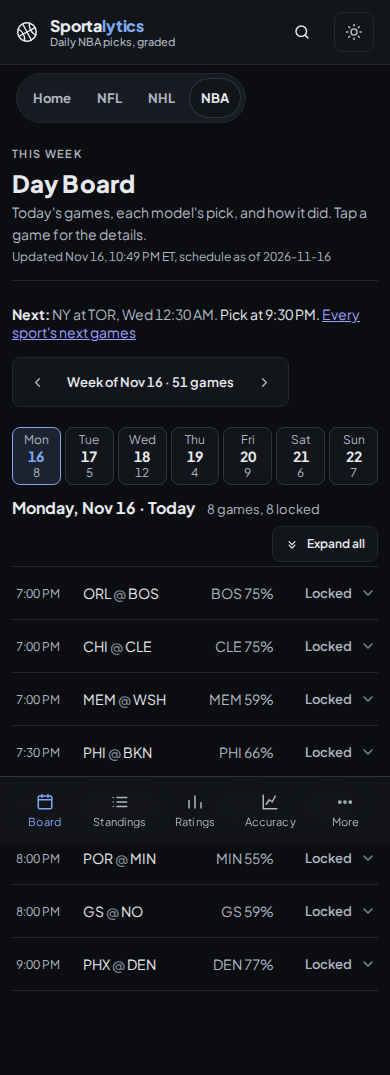 Sportalytics
Daily NBA picks, graded
Home NFL NHL NBA
THIS WEEK
Day Board
Today's games, each model's pick, and how it did. Tap a
game for the details.
Updated Nov 16, 10:49 PM ET, schedule as of 2026-11-16
Next: NY at TOR, Wed 12:30 AM. Pick at 9:30 PM. Every
sport's next games
Week of Nov 16 · 51 games
Mon Tue Wed Thu Fri Sat Sun
16 17 18 19 20 21 22
8 5 12 4 9 6 7
Monday, Nov 16 · Today 8 games, 8 locked
Expand all
7:00 PM ORL @ BOS BOS 75% Locked
7:00 PM CHI @ CLE CLE 75% Locked
7:00 PM MEM @ WSH MEM 59% Locked
7:30 PM PHI @ BKN PHI 66% Locked
Board Standings Ratings Accuracy More
8:00 PM POR @ MIN MIN 55% Locked
8:00 PM GS @ NO GS 59% Locked
9:00 PM PHX @ DEN DEN 77% Locked